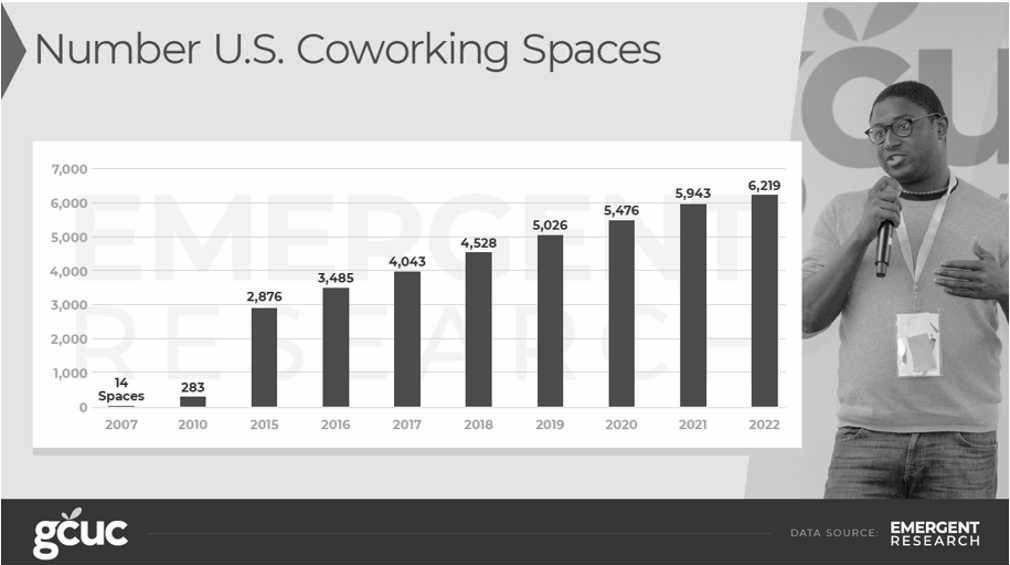 Number U.S. Coworking Spaces
EMERGENT
RESEARCH
7,000
6,000
5,000
4,000
3,000
2,000
1,000
0
14
Spaces
283
2,876
3,485
4,043
4,528
5,026
5,476
5,943
6,219
2007 2010 2015 2016 2017 2018 2019 2020 2021 2022
cu
gcuc
DATA SOURCE: EMERGENT
RESEARCH